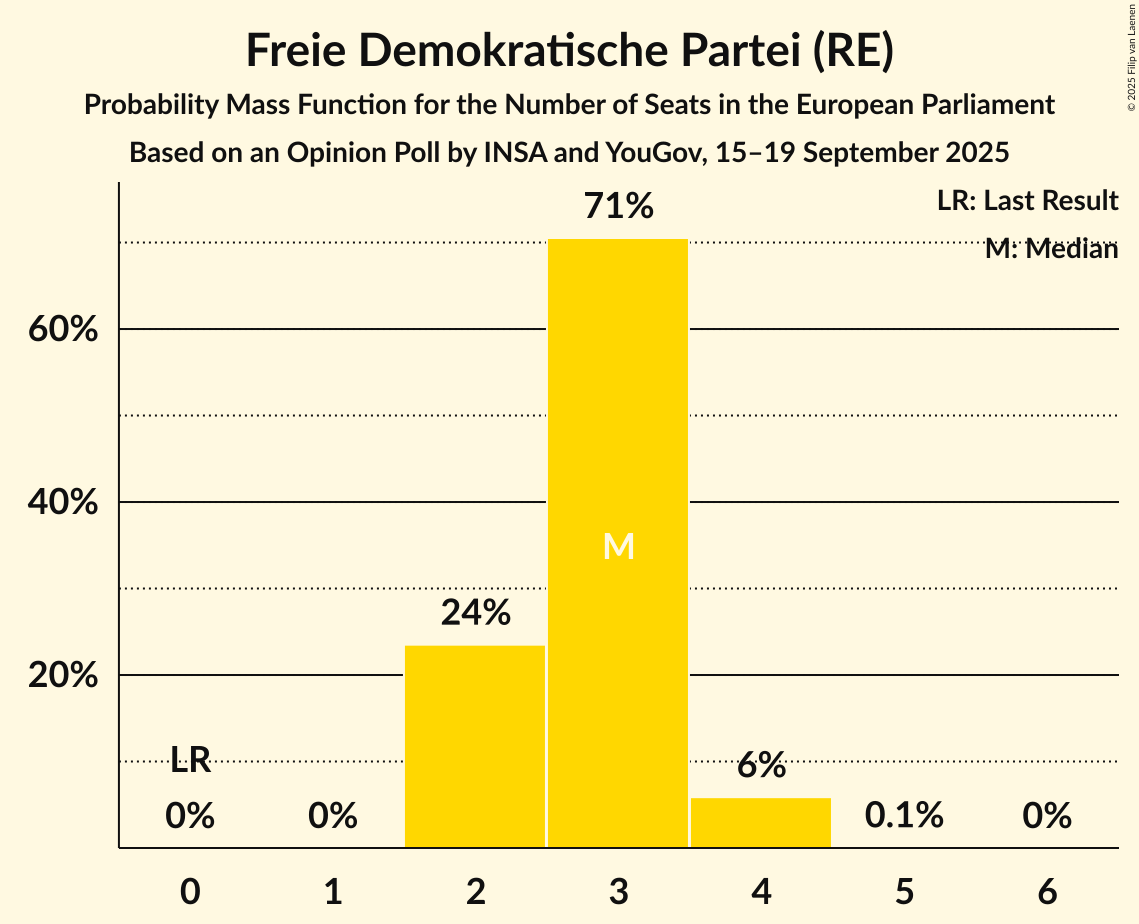 Freie Demokratische Partei (RE)
Probability Mass Function for the Number of Seats in the European Parliament
Based on an Opinion Poll by INSA and YouGov, 15–19 September 2025
© 2025 Filip van Laenen
LR: Last Result
M: Median
71%
60%
40%
M
24%
20%
LR
6%
0%
0%
0.1%
0%
0
1
2
3
4
5
6